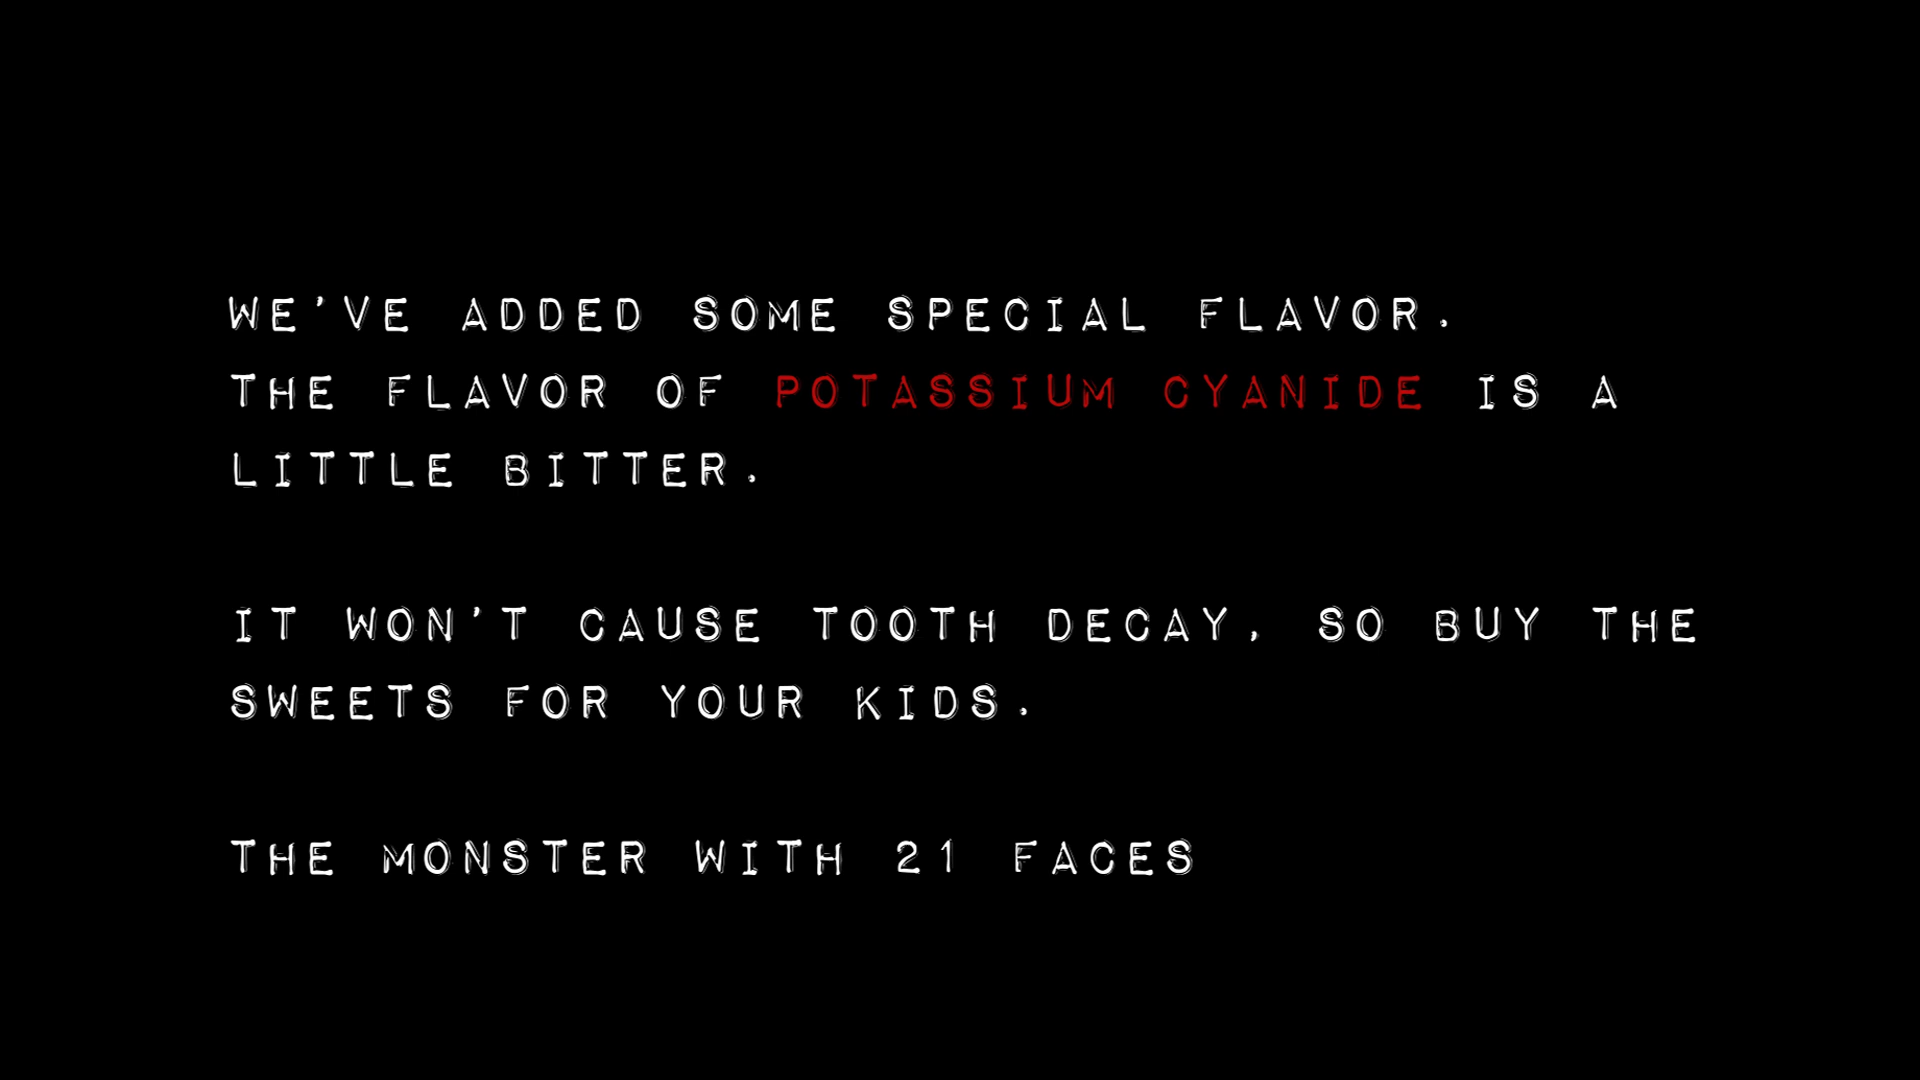 WE'VE ADDED SOME SPECIAL FLAVOR.
THE FLAVOR OF POTASSIUM CYANIDE IS A
LITTLE BITTER.
IT WON'T CAUSE TOOTH DECAY, SO BUY THE
SWEETS FOR YOUR KIDS.
THE MONSTER WITH 21 FACES